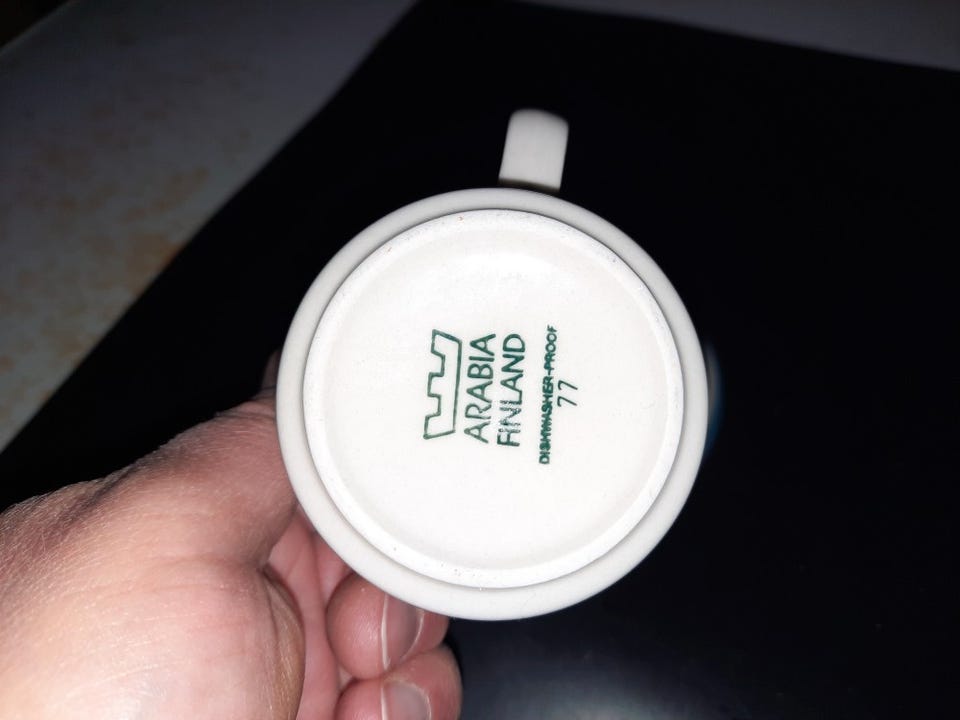 ARABIA
FINLAND
DISHWASHER-PROOF
77